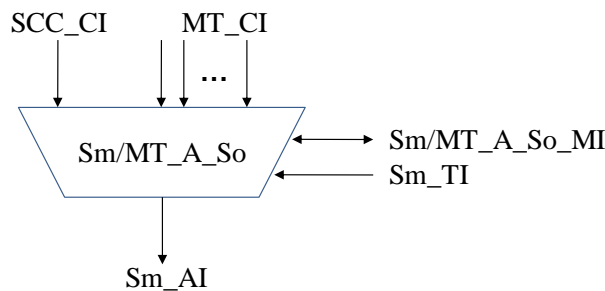 SCC_CI MT_CI
...
Sm/MT_A_So
Sm/MT_A_So_MI
Sm_TI
Sm_AI